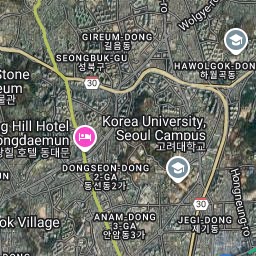 Wolgye-ro
GIREUM-DONG
길음동
SEONGBUK-GU
성북구
HAWOLGOK-DONG
하월곡동
Stone
30
Korea University,
Seoul Campus
고려대학교
Hill Hotel
힐 호텔 동대문
DONGSEON-DONG
2-GA
동선동2가
Hongneung-ro
30
ANAM-DONG
3-GA
안암동3가
JEGI-DONG
제기동
Village